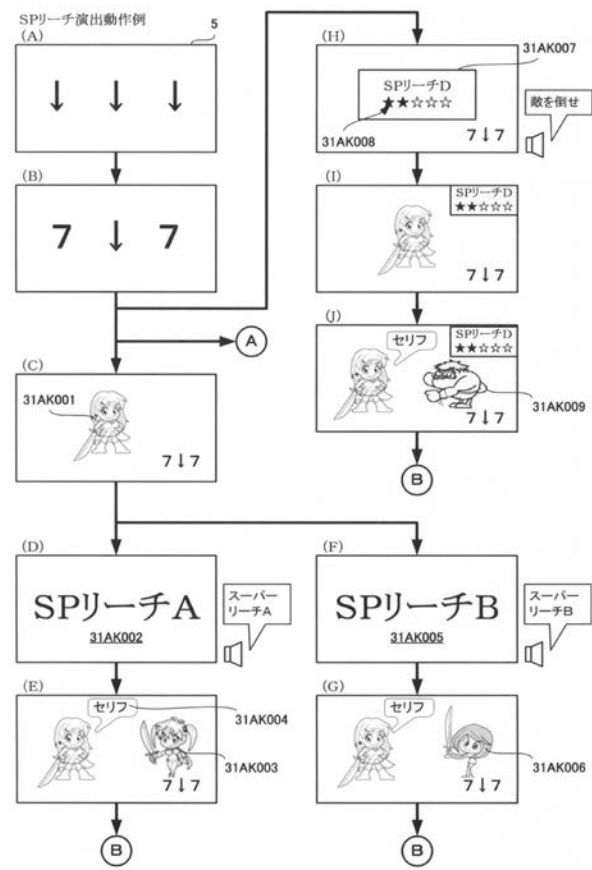 SPリーチ演出動作例
(A)
5
↓ ↓ ↓
(B)
7 ↓ 7
A
(C)
31AK001
7↓7
(D)
SPリーチA
31AK002
スーパー
リーチA
(E)
セリフ
31AK004
31AK003
7↓7
B
(F)
SPリーチB
31AK005
スーパー
リーチB
(G)
セリフ
31AK006
7↓7
B
(H)
31AK007
SPリーチD
★★☆☆☆
31AK008
7↓7
敵を倒せ
(I)
SPリーチD
★★☆☆☆
7↓7
(J)
セリフ
SPリーチD
★★☆☆☆
31AK009
7↓7
B